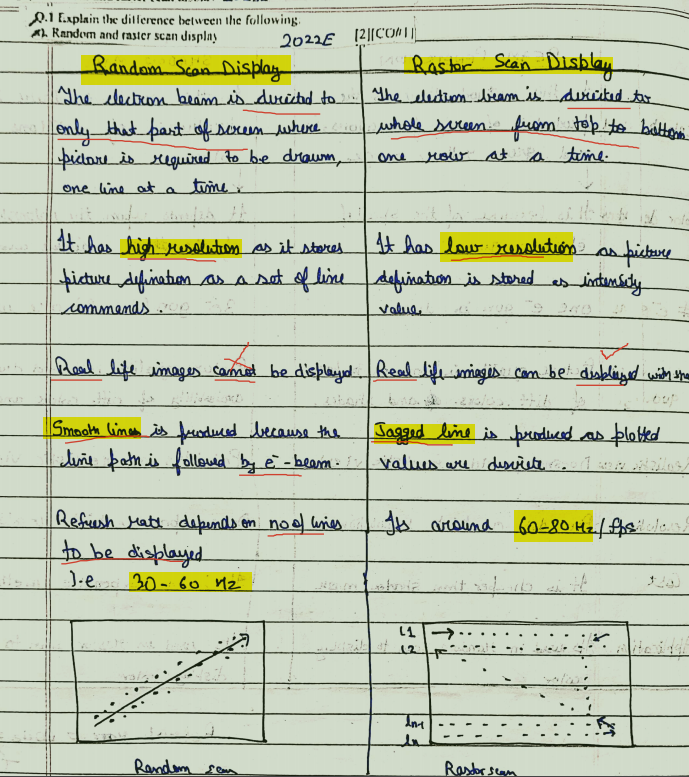 Q.1 Explain the difference between the following.
a). Random and raster scan display
2022E
[2][CO#1]
Random Scan Display
The electron beam is directed to
only that part of screen where
picture is required to be drawn,
one line at a time.
It has high resolution as it stores
picture defination as a set of line
commands.
Real life images cannot be displayed.
Smooth lines is produced because the
line path is followed by e⁻-beam.
Refresh rate depends on no of lines
to be displayed
I.e 30-60 Hz
Random scan
Rastor Scan Display
The electron beam is directed to
whole screen from top to bottom
one row at a time.
It has low resolution as picture
defination is stored as intensity
value.
Real life images can be displayed with
Jagged line is produced as plotted
values are discrete.
Its around 60-80 Hz/fps
L1
L2
ln-1
ln
Rastor scan